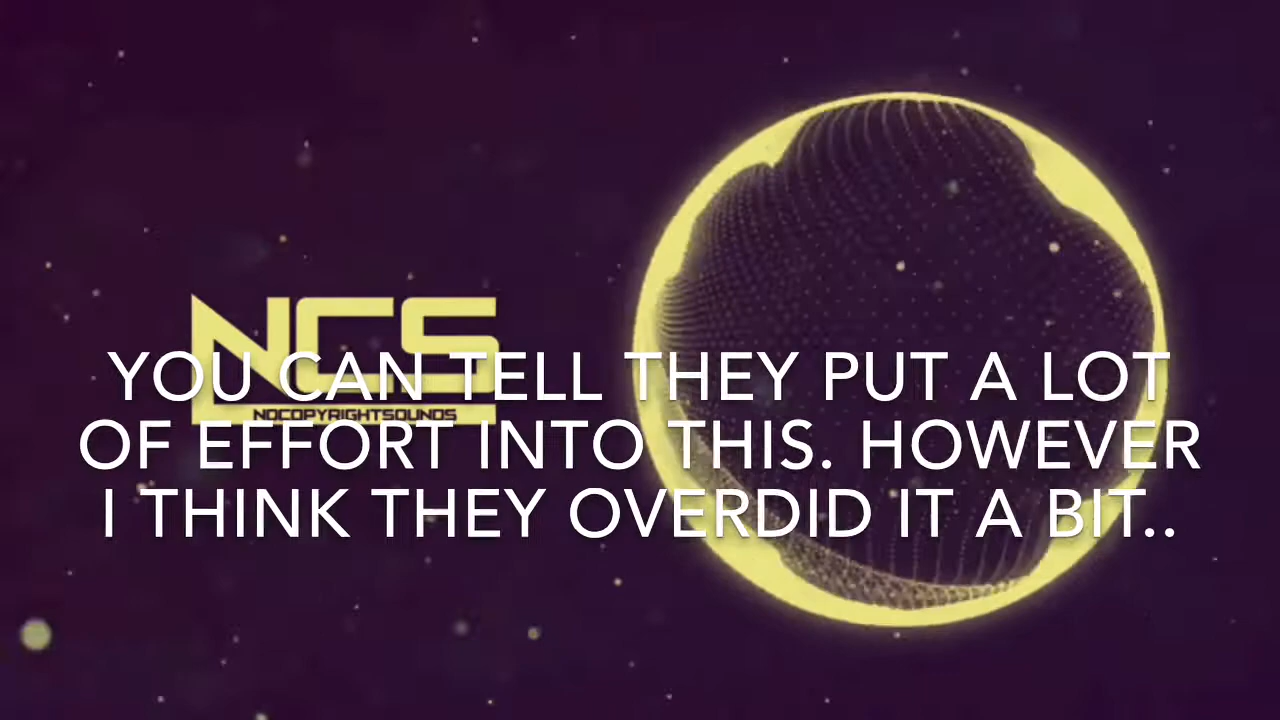 NCS
NOCOPYRIGHTSOUNDS
YOU CAN TELL THEY PUT A LOT
OF EFFORT INTO THIS. HOWEVER
I THINK THEY OVERDID IT A BIT..